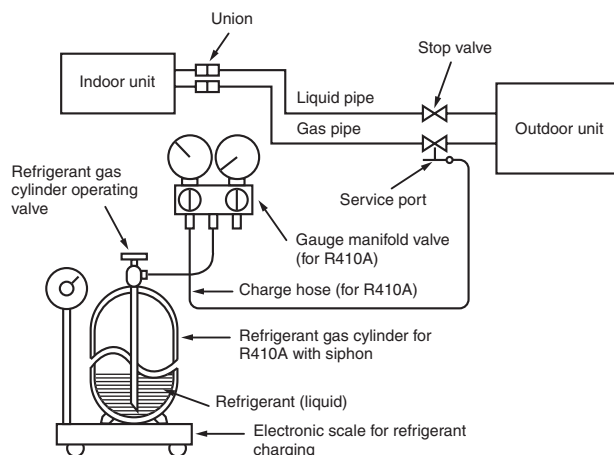 Union
Stop valve
Indoor unit
Liquid pipe
Gas pipe
Outdoor unit
Refrigerant gas
cylinder operating
valve
Service port
Gauge manifold valve
(for R410A)
Charge hose (for R410A)
Refrigerant gas cylinder for
R410A with siphon
Refrigerant (liquid)
Electronic scale for refrigerant
charging